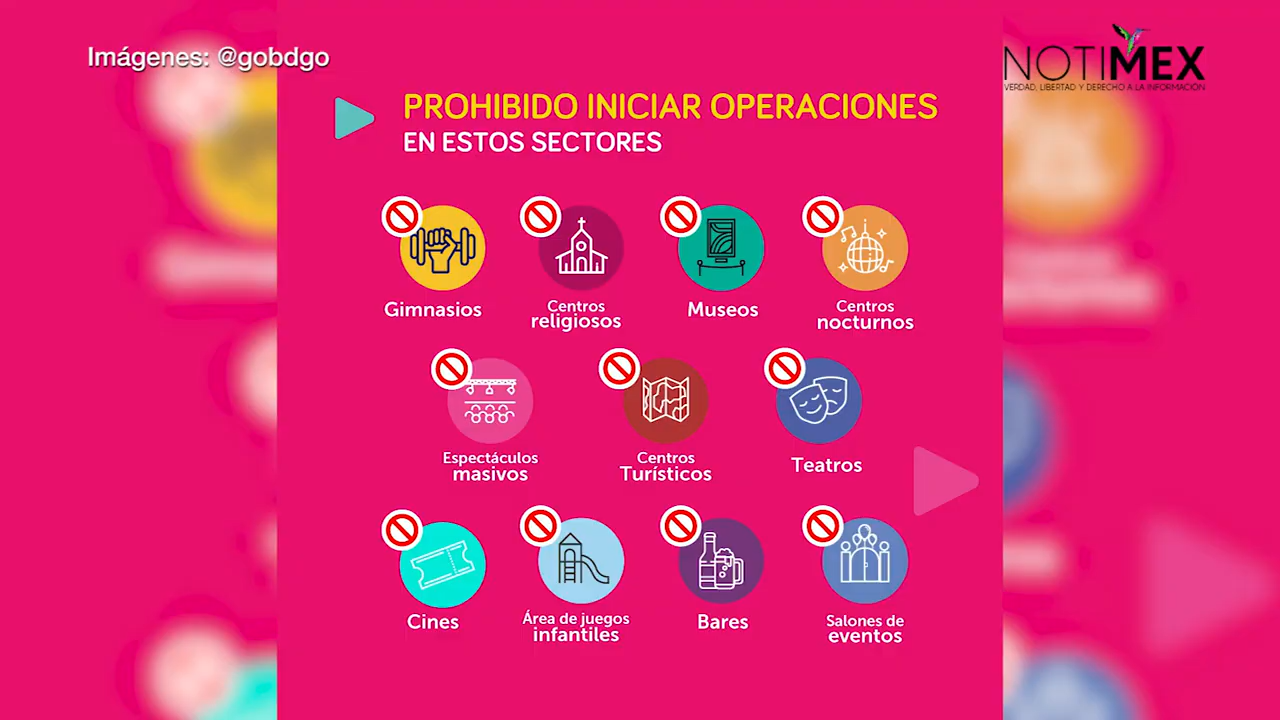 Imágenes: @gobdgo
NOTIMEX
VERDAD, LIBERTAD Y DERECHO A LA INFORMACIÓN
PROHIBIDO INICIAR OPERACIONES
EN ESTOS SECTORES
Gimnasios
Centros
religiosos
Museos
Centros
nocturnos
Espectáculos
masivos
Centros
Turísticos
Teatros
Cines
Área de juegos
infantiles
Bares
Salones de
eventos